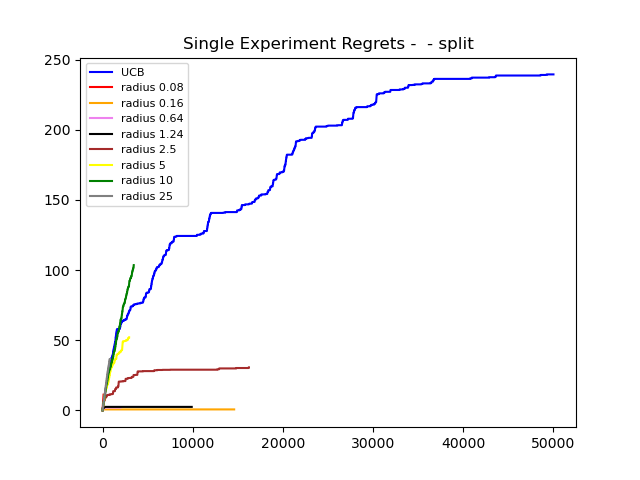 Single Experiment Regrets -  - split
250
200
150
100
50
0
UCB
radius 0.08
radius 0.16
radius 0.64
radius 1.24
radius 2.5
radius 5
radius 10
radius 25
0 10000 20000 30000 40000 50000